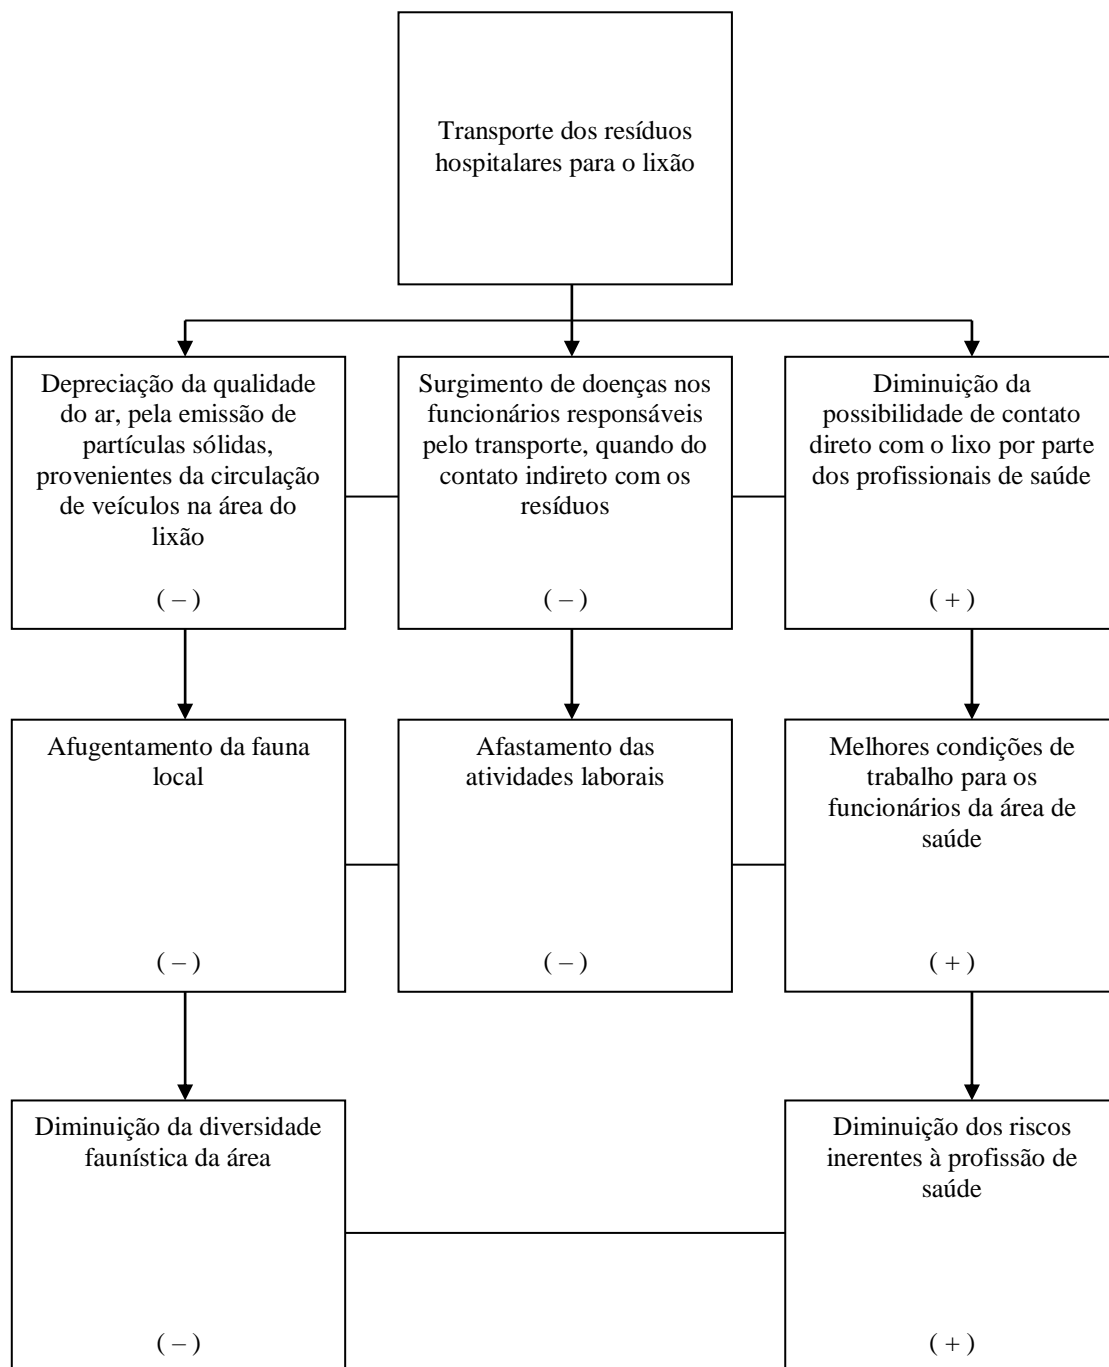 Transporte dos resíduos
hospitalares para o lixão
Depreciação da qualidade
do ar, pela emissão de
partículas sólidas,
provenientes da circulação
de veículos na área do
lixão
( – )
Surgimento de doenças nos
funcionários responsáveis
pelo transporte, quando do
contato indireto com os
resíduos
( – )
Diminuição da
possibilidade de contato
direto com o lixo por parte
dos profissionais de saúde
( + )
Afugentamento da fauna
local
( – )
Afastamento das
atividades laborais
( – )
Melhores condições de
trabalho para os
funcionários da área de
saúde
( + )
Diminuição da diversidade
faunística da área
( – )
Diminuição dos riscos
inerentes à profissão de
saúde
( + )